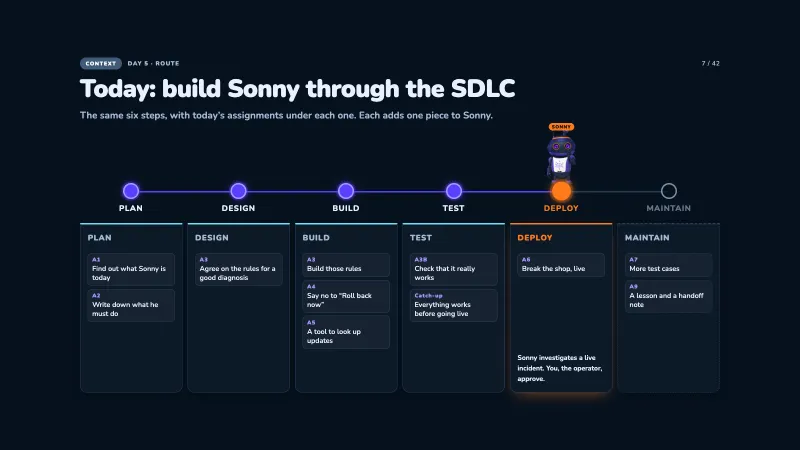 CONTEXT DAY 5 · ROUTE 7 / 42
Today: build Sonny through the SDLC
The same six steps, with today's assignments under each one. Each adds one piece to Sonny.
SONNY
PLAN DESIGN BUILD TEST DEPLOY MAINTAIN
PLAN
A1
Find out what Sonny is
today
A2
Write down what he
must do
DESIGN
A3
Agree on the rules for a
good diagnosis
BUILD
A3
Build those rules
A4
Say no to “Roll back
now”
A5
A tool to look up
updates
TEST
A3B
Check that it really
works
Catch-up
Everything works
before going live
DEPLOY
A6
Break the shop, live
Sonny investigates a live
incident. You, the operator,
approve.
MAINTAIN
A7
More test cases
A9
A lesson and a handoff
note